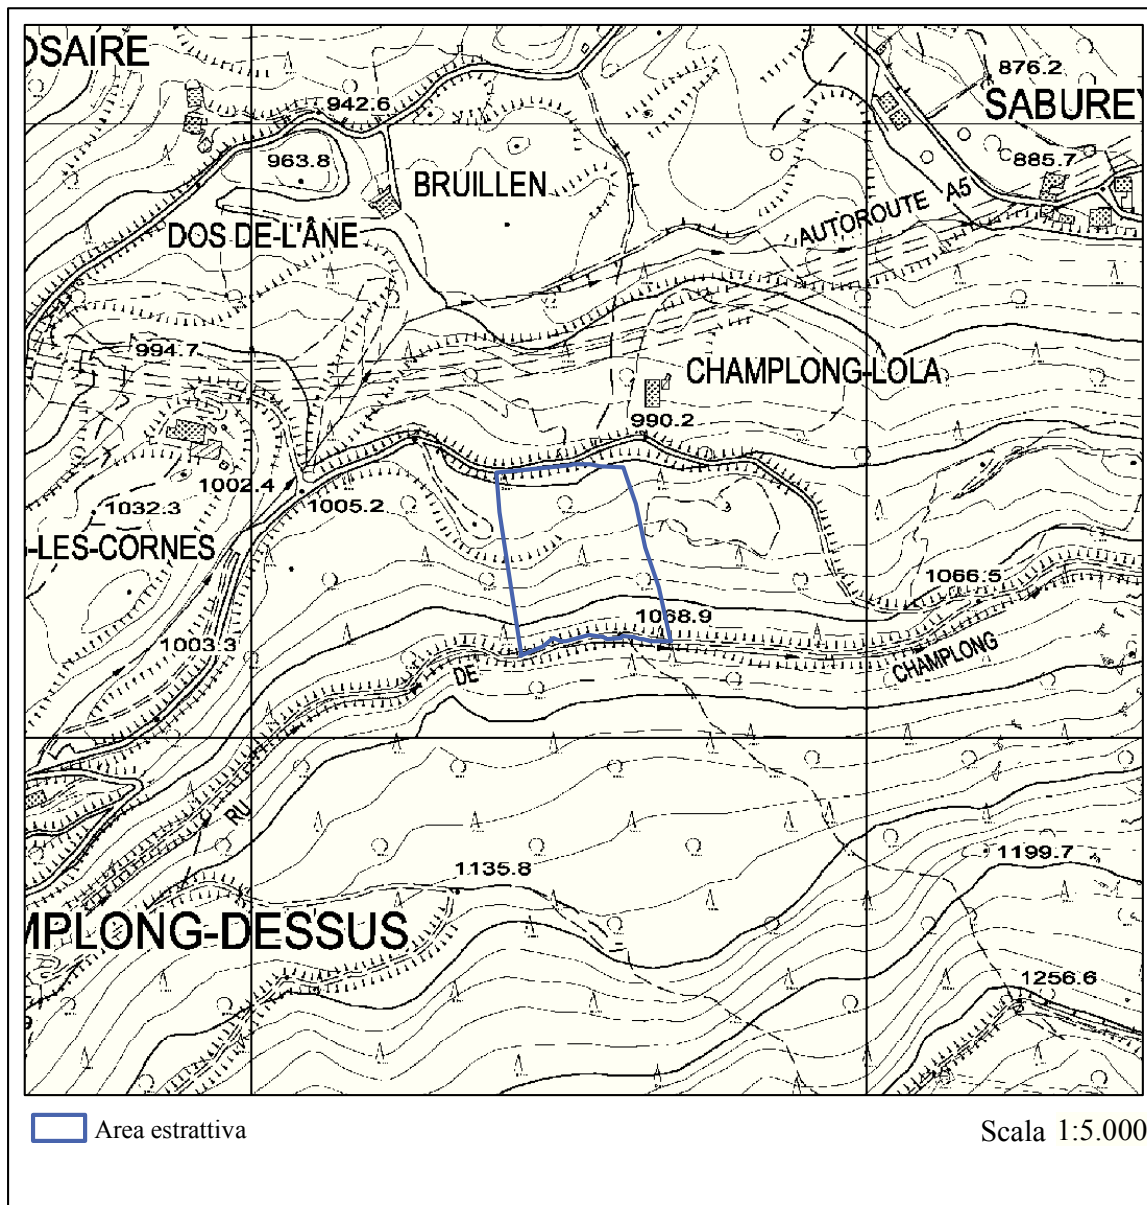 OSAIRE
876.2
942.6
SABUREY
963.8
885.7
BRUILLEN
AUTOROUTE A5
DOS DE-L'ÂNE
994.7
CHAMPLONG-LOLA
990.2
1002.4
1005.2
1032.3
-LES-CORNES
1066.5
1068.9
1003.3
CHAMPLONG
DE
RU
1199.7
1135.8
MPLONG-DESSUS
1256.6
Area estrattiva
Scala 1:5.000